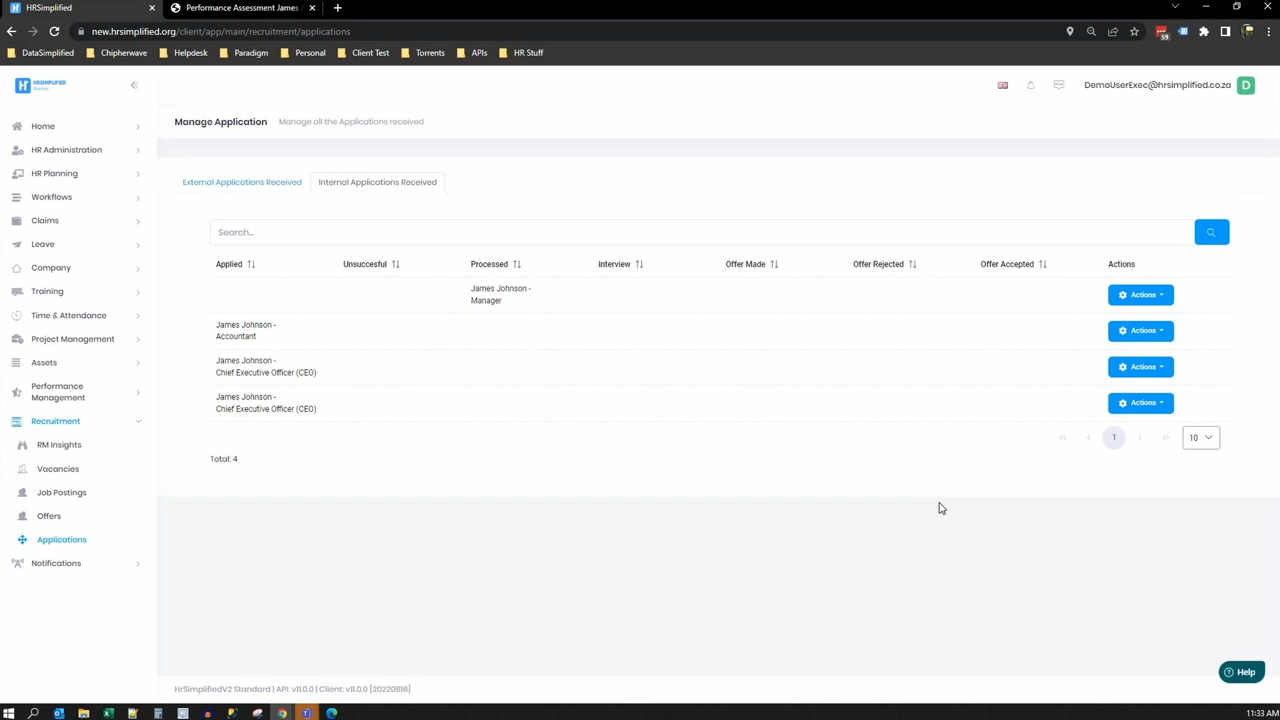 HRSimplified
Performance Assessment James
new.hrsimplified.org/client/app/main/recruitment/applications
59
DataSimplified Chipherwave Helpdesk Paradigm Personal Client Test Torrents APIs HR Stuff
HRSIMPLIFIED
DemoUserExec@hrsimplified.co.za D
Manage Application Manage all the Applications received
Home
HR Administration
HR Planning
Workflows
Claims
Leave
Company
Training
Time & Attendance
Project Management
Assets
Performance
Management
Recruitment
RM Insights
Vacancies
Job Postings
Offers
Applications
Notifications
External Applications Received Internal Applications Received
Search...
Applied Unsuccesful Processed Interview Offer Made Offer Rejected Offer Accepted Actions
James Johnson -
Manager
Actions
James Johnson -
Accountant
Actions
James Johnson -
Chief Executive Officer (CEO)
Actions
James Johnson -
Chief Executive Officer (CEO)
Actions
1 10
Total: 4
Help
HrSimplifiedV2 Standard | API: v11.0.0 | Client: v11.0.0 [20220816]
11:33 AM